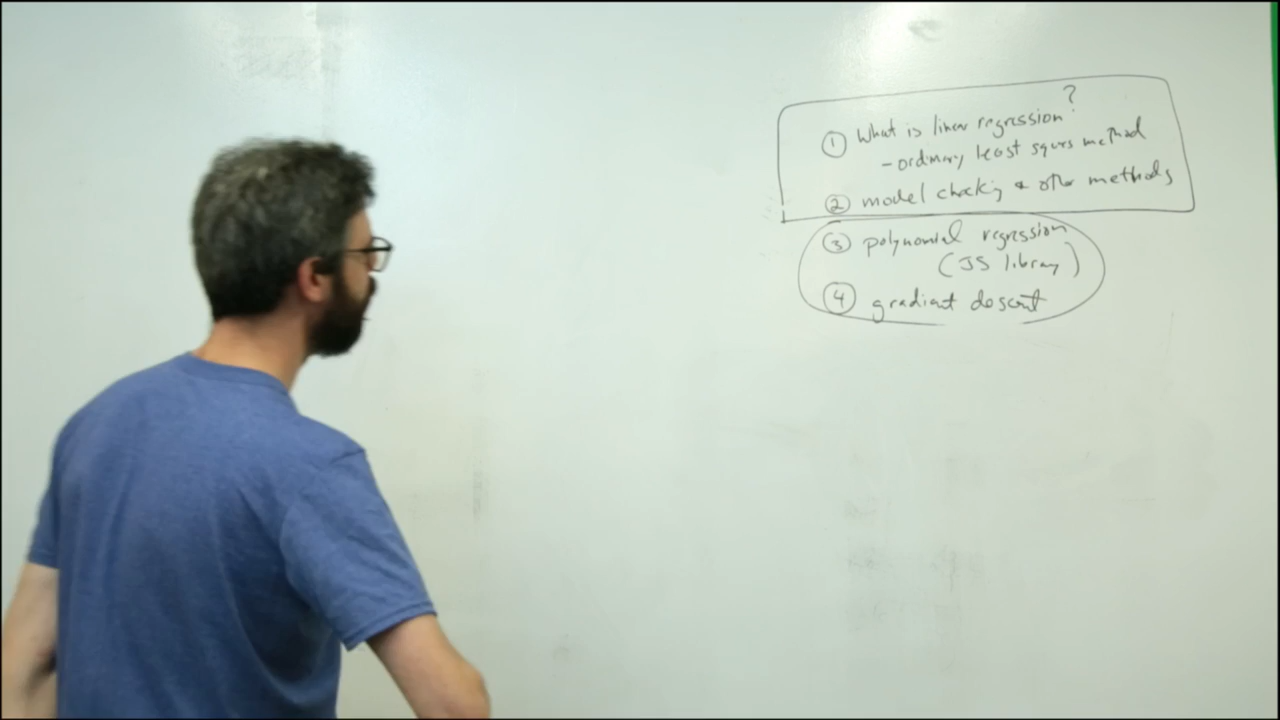 ① What is linear regression?
- ordinary least squares method
② model checking & other methods
③ polynomial regression
(JS library)
④ gradient descent